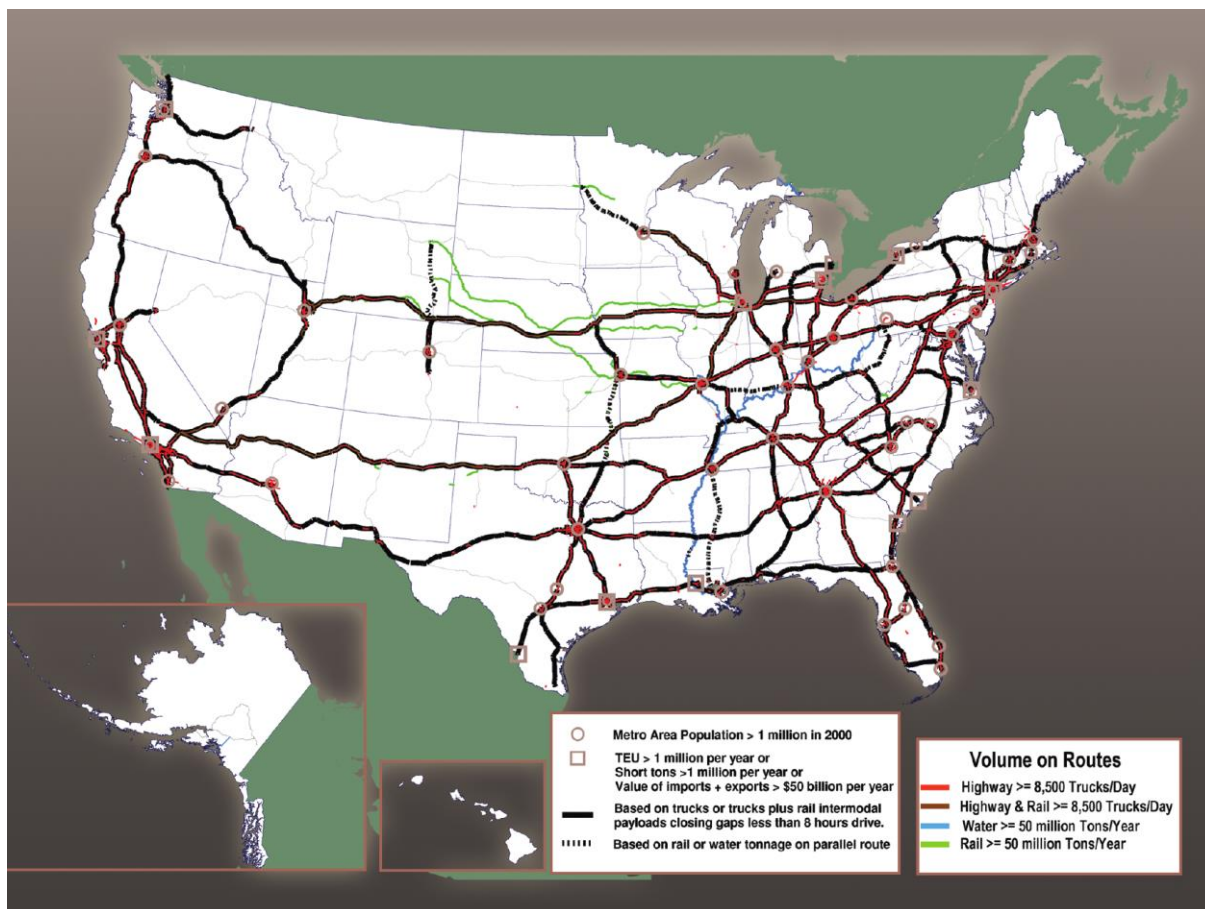 Metro Area Population > 1 million in 2000
TEU > 1 million per year or
Short tons >1 million per year or
Value of imports + exports > $50 billion per year
Based on trucks or trucks plus rail intermodal
payloads closing gaps less than 8 hours drive.
Based on rail or water tonnage on parallel route
Volume on Routes
Highway >= 8,500 Trucks/Day
Highway & Rail >= 8,500 Trucks/Day
Water >= 50 million Tons/Year
Rail >= 50 million Tons/Year